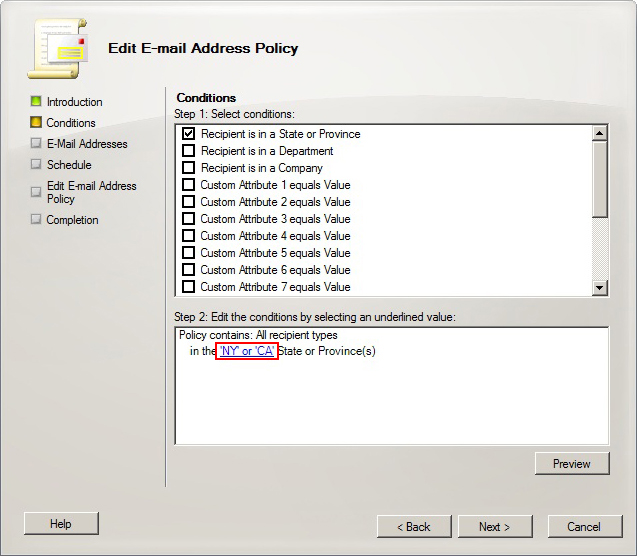 Edit E-mail Address Policy
Introduction
Conditions
E-Mail Addresses
Schedule
Edit E-mail Address
Policy
Completion
Conditions
Step 1: Select conditions:
Recipient is in a State or Province
Recipient is in a Department
Recipient is in a Company
Custom Attribute 1 equals Value
Custom Attribute 2 equals Value
Custom Attribute 3 equals Value
Custom Attribute 4 equals Value
Custom Attribute 5 equals Value
Custom Attribute 6 equals Value
Custom Attribute 7 equals Value
Step 2: Edit the conditions by selecting an underlined value:
Policy contains: All recipient types
in the 'NY' or 'CA' State or Province(s)
Preview
Help
< Back
Next >
Cancel